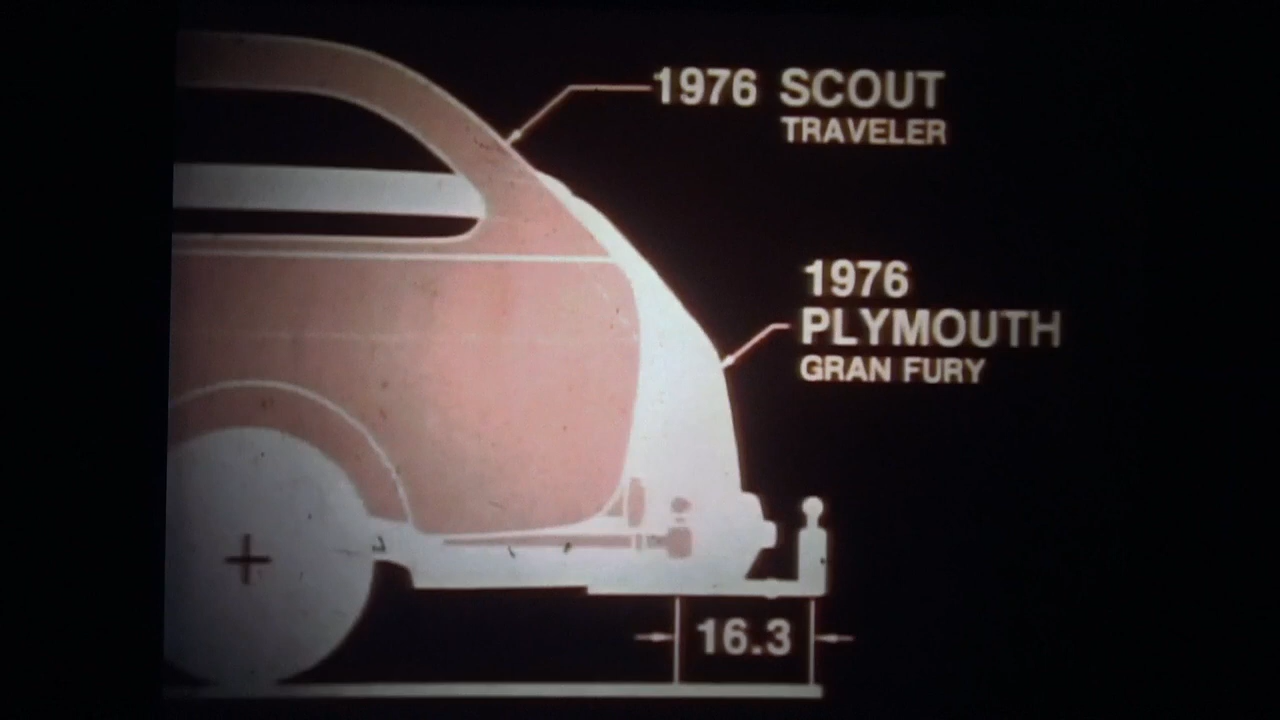 1976 SCOUT
TRAVELER
1976
PLYMOUTH
GRAN FURY
16.3